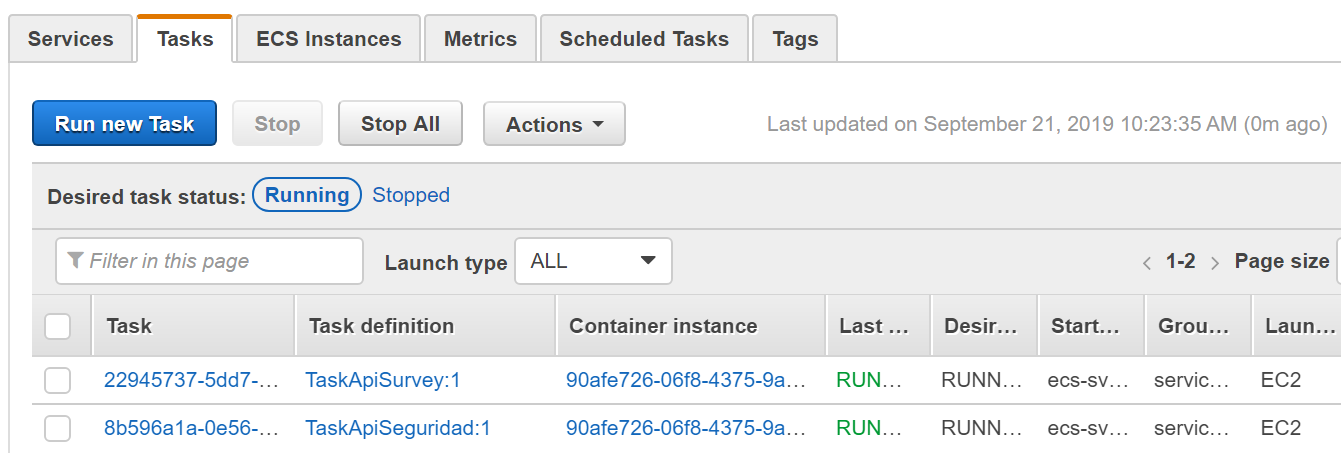 Services Tasks ECS Instances Metrics Scheduled Tasks Tags
Run new Task Stop Stop All Actions Last updated on September 21, 2019 10:23:35 AM (0m ago)
Desired task status: Running Stopped
Filter in this page Launch type ALL < 1-2 > Page size
Task Task definition Container instance Last ... Desir... Start... Grou... Laun...
22945737-5dd7-... TaskApiSurvey:1 90afe726-06f8-4375-9a... RUN... RUNN... ecs-sv... servic... EC2
8b596a1a-0e56-... TaskApiSeguridad:1 90afe726-06f8-4375-9a... RUN... RUNN... ecs-sv... servic... EC2